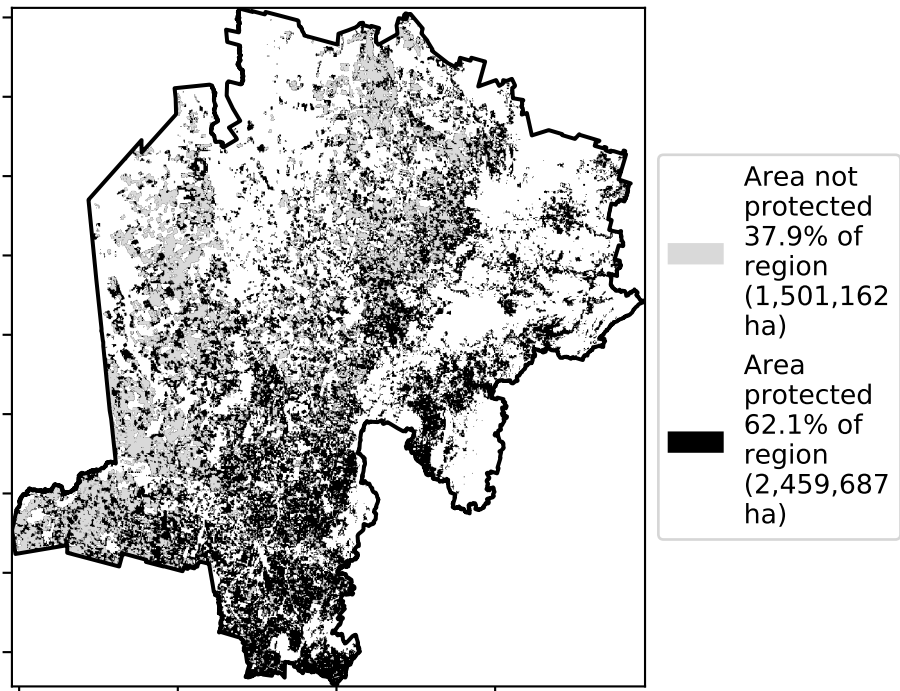 Area not
protected
37.9% of
region
(1,501,162
ha)
Area
protected
62.1% of
region
(2,459,687
ha)